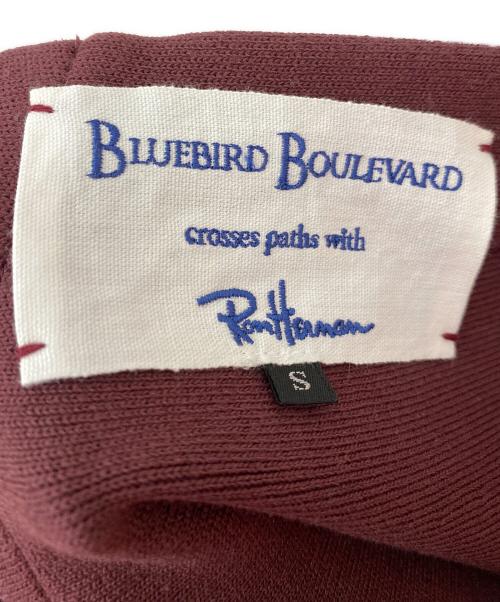 BLUEBIRD BOULEVARD
crosses paths with
Ron Herman
S